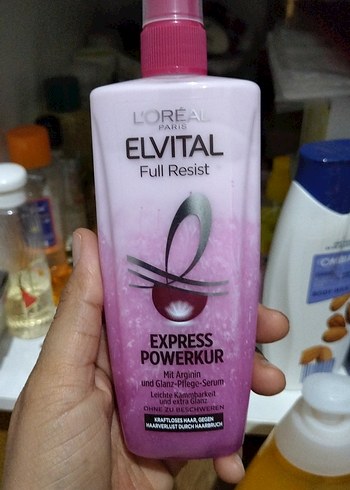 L'ORÉAL
PARIS
ELVITAL
Full Resist
EXPRESS
POWERKUR
Mit Arginin
und Glanz-Pflege-Serum
Leichte Kämmbarkeit
und extra Glanz
OHNE ZU BESCHWEREN
KRAFTLOSES HAAR, GEGEN
HAARVERLUST DURCH HAARBRUCH